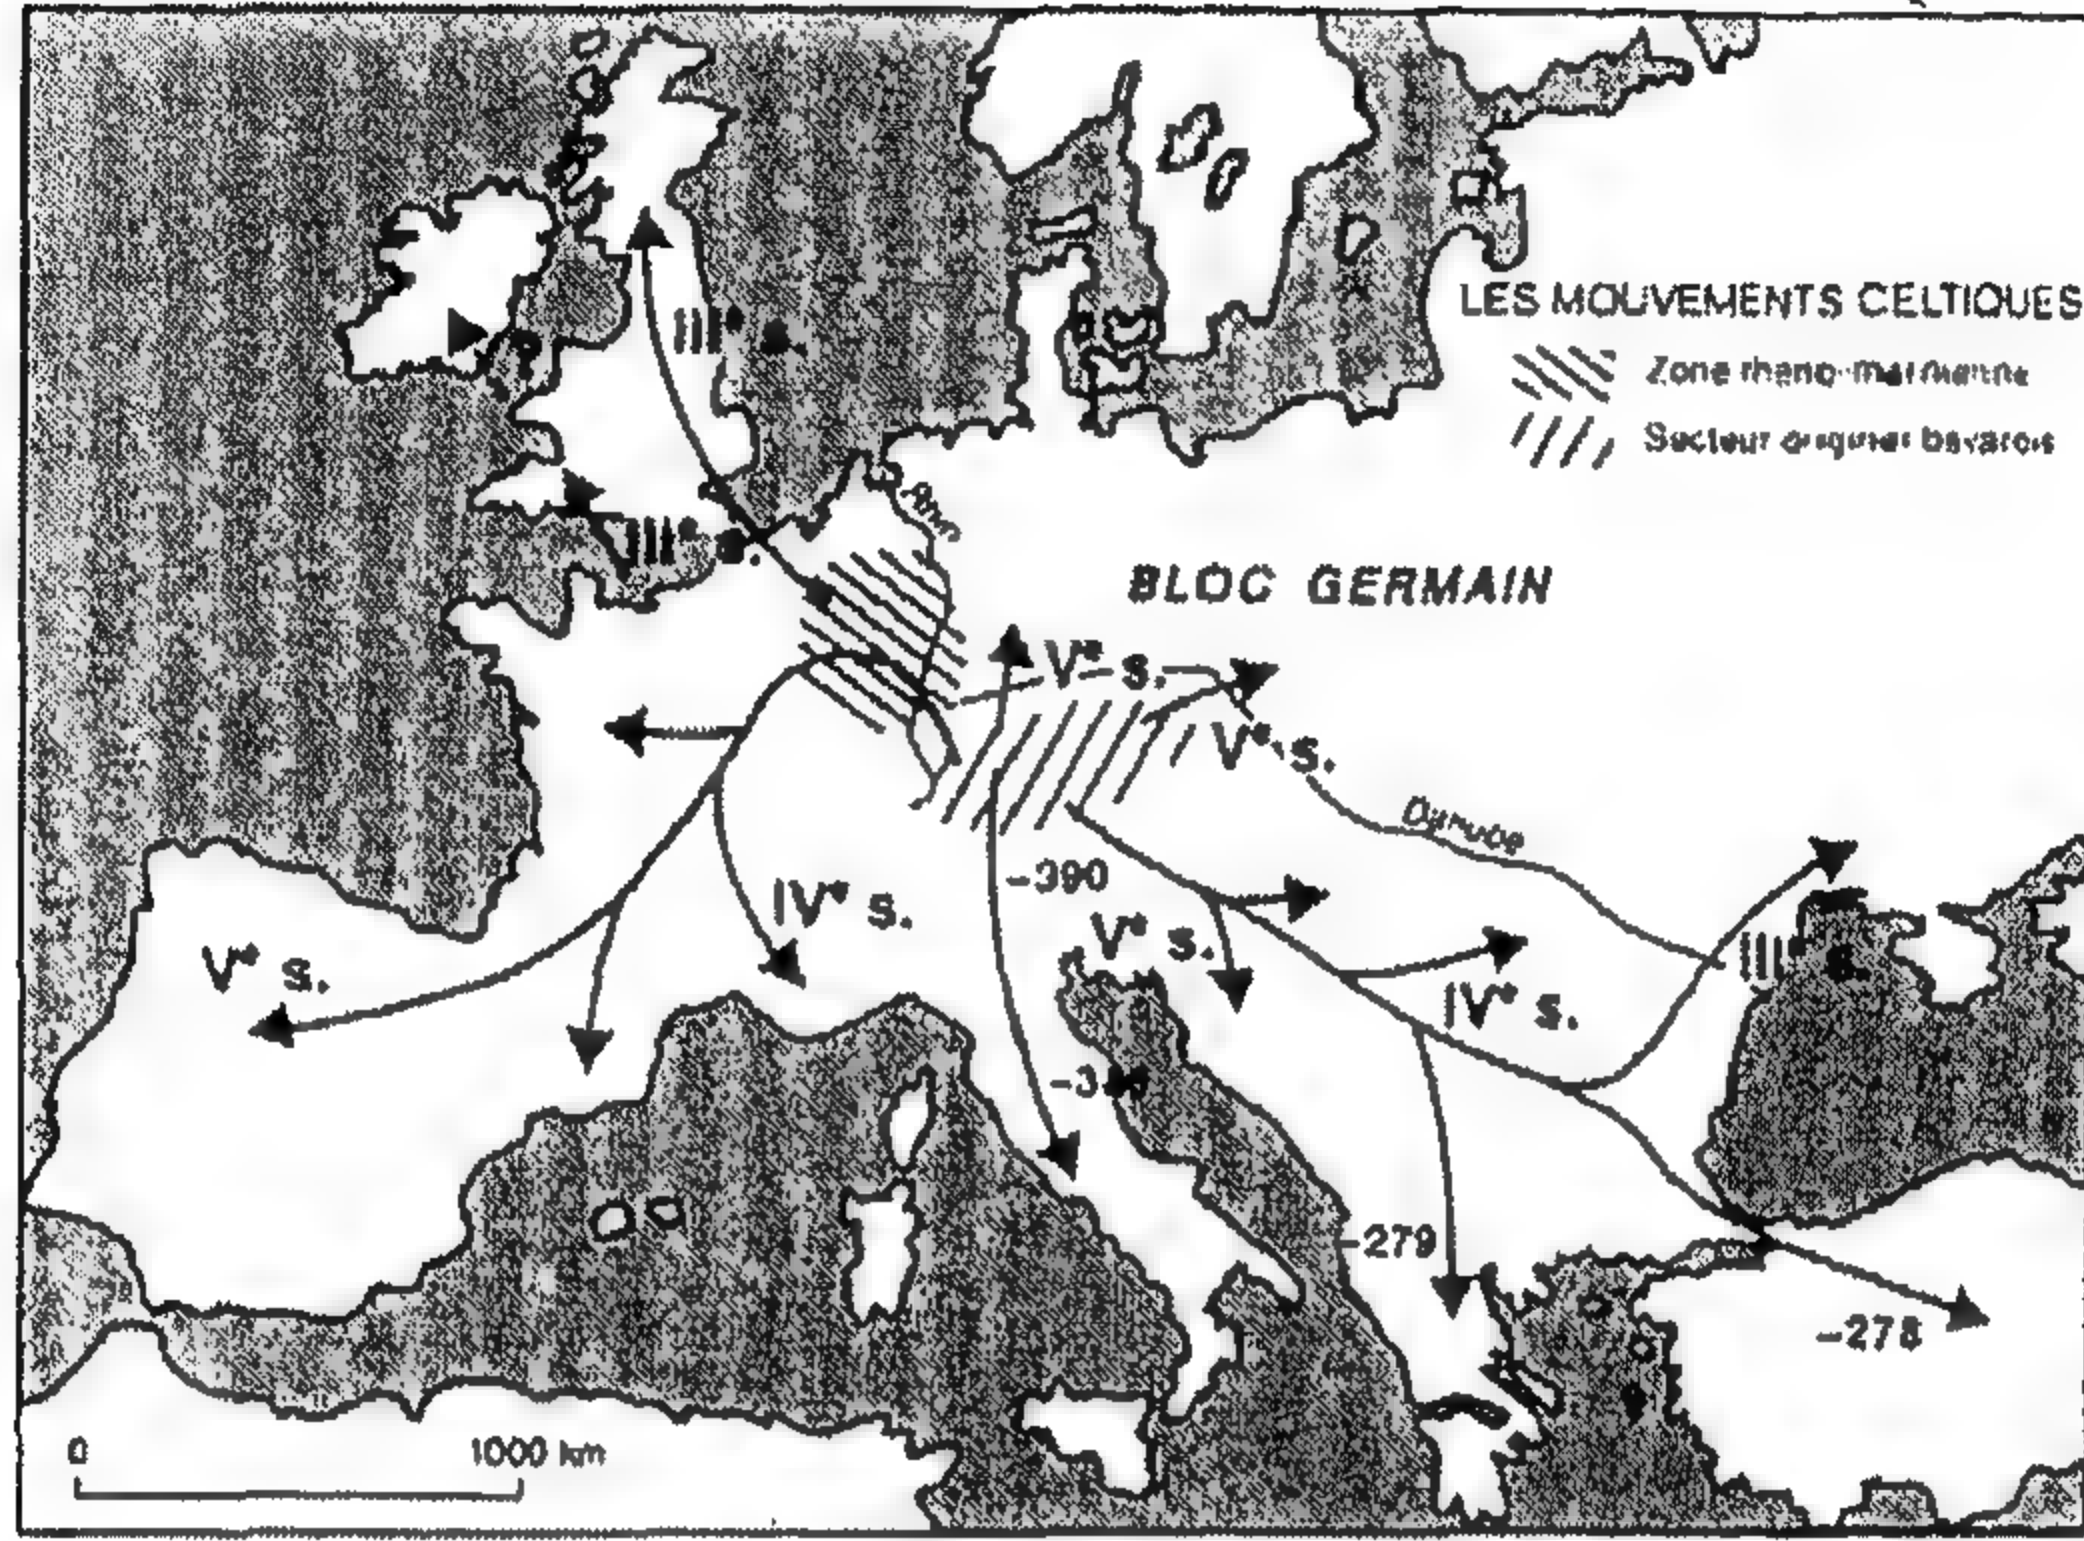 LES MOUVEMENTS CELTIQUES
Zone rhéno-marnienne
Secteur originel bavarois
III° s.
III° s.
Rhin
BLOC GERMAIN
V° s.
V° s.
Danube
-390
IV° s.
V° s.
V° s.
III° s.
IV° s.
-279
-278
0 1000 km